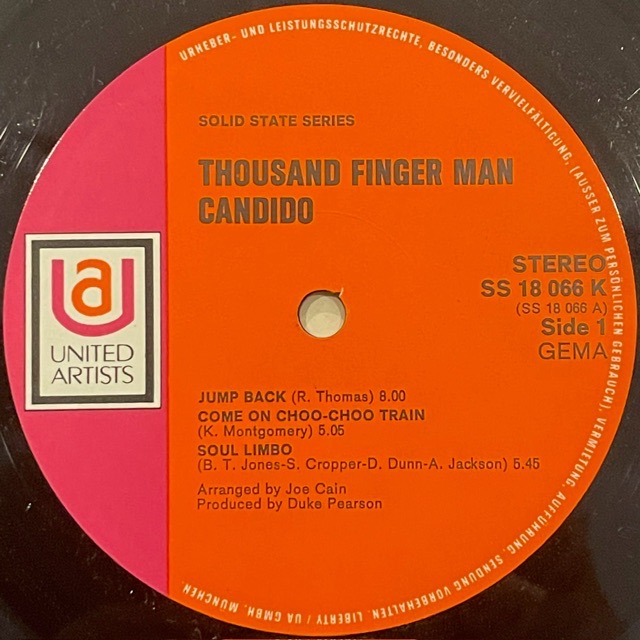 URHEBER- UND LEISTUNGSSCHUTZRECHTE, BESONDERS VERVIELFÄLTIGUNG, (AUSSER ZUM PERSÖNLICHEN GEBRAUCH), VERMIETUNG, AUFFÜHRUNG, SENDUNG VORBEHALTEN. LIBERTY / UA GMBH. MÜNCHEN.
SOLID STATE SERIES
THOUSAND FINGER MAN
CANDIDO
ua
UNITED
ARTISTS
STEREO
SS 18 066 K
(SS 18 066 A)
Side 1
GEMA
JUMP BACK (R. Thomas) 8.00
COME ON CHOO-CHOO TRAIN
(K. Montgomery) 5.05
SOUL LIMBO
(B. T. Jones-S. Cropper-D. Dunn-A. Jackson) 5.45
Arranged by Joe Cain
Produced by Duke Pearson